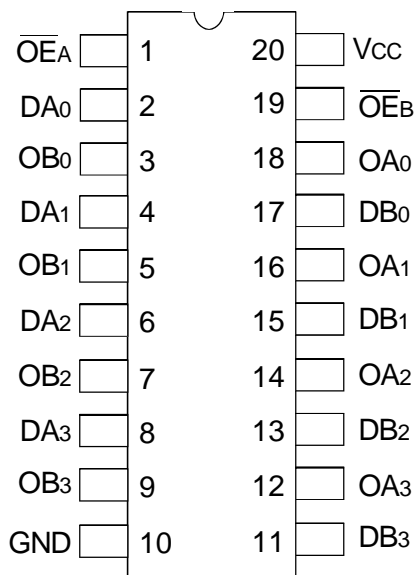 O̅E̅A 1 20 VCC
DA0 2 19 O̅E̅B
OB0 3 18 OA0
DA1 4 17 DB0
OB1 5 16 OA1
DA2 6 15 DB1
OB2 7 14 OA2
DA3 8 13 DB2
OB3 9 12 OA3
GND 10 11 DB3